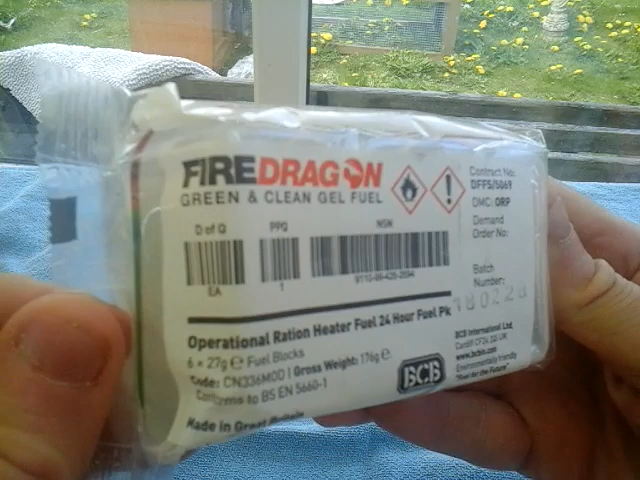 FIREDRAGON
GREEN & CLEAN GEL FUEL
D of Q
PPQ
NSN
EA
1
Operational Ration Heater Fuel 24 Hour Fuel Pk
6 x 27g ℮ Fuel Blocks
Code: CN336MOD | Gross Weight: 176g ℮
Conforms to BS EN 5660-1
Made in Great Britain
Contract No:
DFFS/5069
DMC: ORP
Demand
Order No:
Batch
Number:
180228
BCB International Ltd,
Cardiff CF24
www.bcbin.com
Environmentally friendly
"Fuel for the Future"
BCB